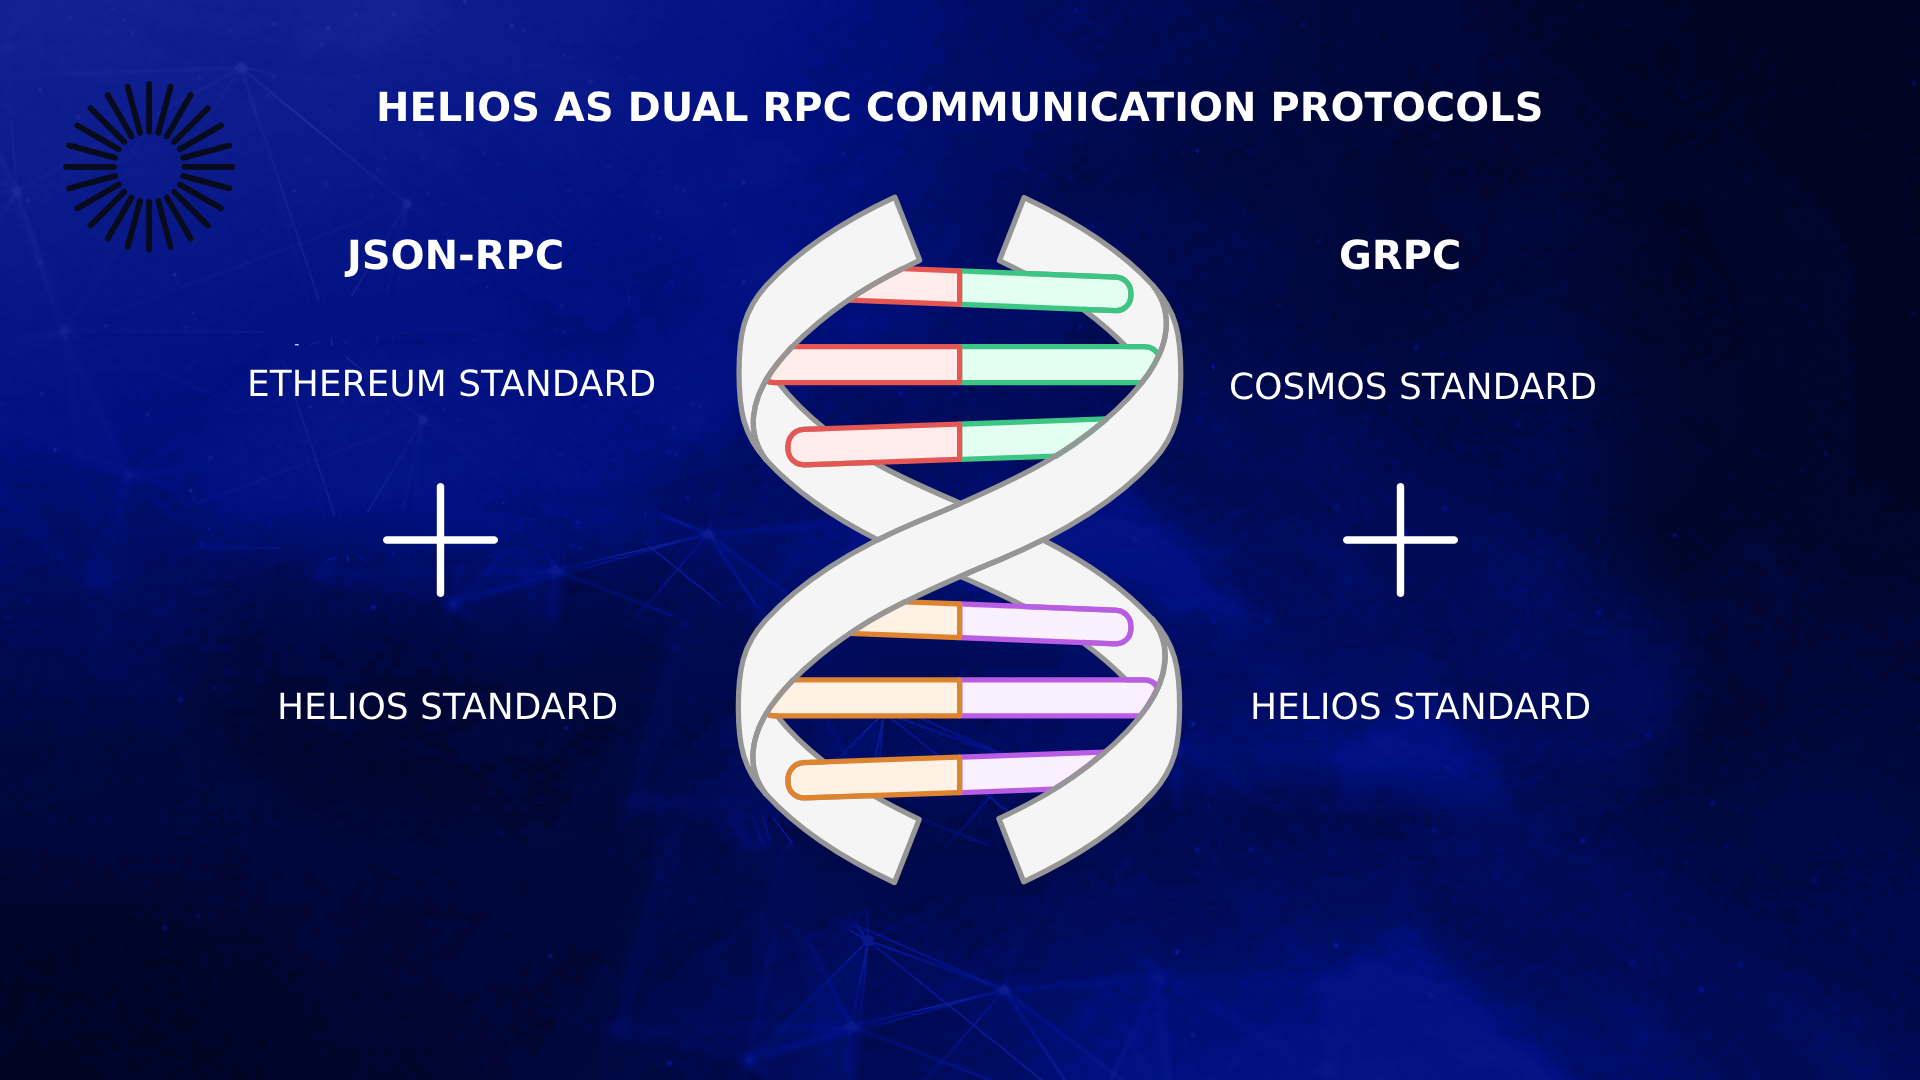 HELIOS AS DUAL RPC COMMUNICATION PROTOCOLS
JSON-RPC
GRPC
ETHEREUM STANDARD
COSMOS STANDARD
HELIOS STANDARD
HELIOS STANDARD